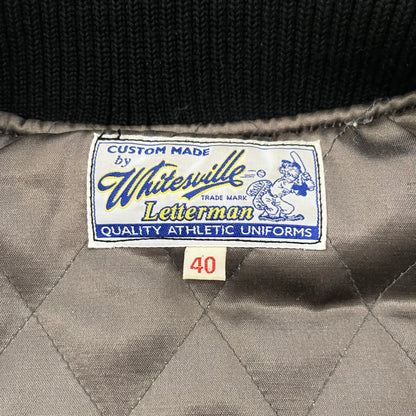 CUSTOM MADE
by
Whitesville
TRADE MARK
Letterman
QUALITY ATHLETIC UNIFORMS
40